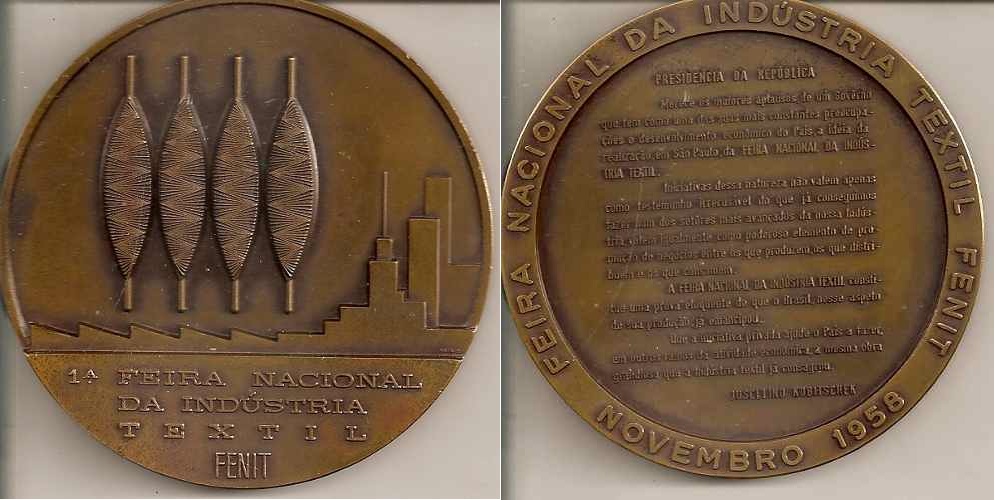 1ª FEIRA NACIONAL
DA INDÚSTRIA
TEXTIL
FENIT
FEIRA NACIONAL DA INDÚSTRIA TEXTIL FENIT
NOVEMBRO 1958
PRESIDENCIA DA REPÚBLICA
Merece os maiores aplausos de um Govêrno
que tem como uma das suas mais constantes preocupa-
ções o desenvolvimento econômico do País, a idéia da
realização em São Paulo da FEIRA NACIONAL DA INDÚS-
TRIA TEXTIL.
Iniciativas dessa natureza não valem apenas
como testemunho irrecusável do que já conseguimos
fazer num dos setores mais avançados da nossa indús-
tria, valem igualmente como poderoso elemento de pro-
moção de negócios entre os que produzem, os que distri-
buem e os que consomem.
A FEIRA NACIONAL DA INDÚSTRIA TEXTIL consti-
tue uma prova eloquente de que o Brasil, nesse aspeto
de sua produção, já emancipou.
Que a iniciativa privada ajude o País a fazer,
em outros ramos da atividade econômica, a mesma obra
grandiosa que a indústria textil já consagrou.
JUSCELINO KUBITSCHEK